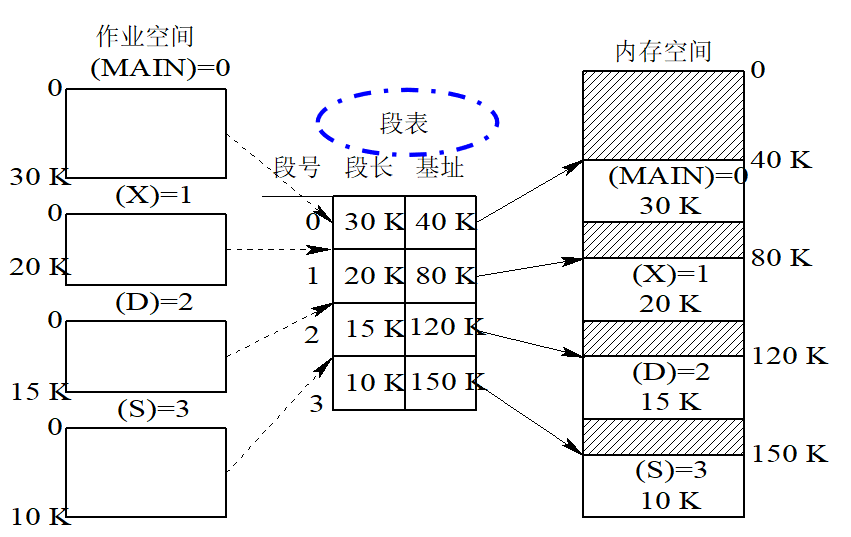 作业空间
(MAIN)=0
0
30 K
(X)=1
0
20 K
(D)=2
0
15 K
(S)=3
0
10 K
段表
段号 段长 基址
0 30 K 40 K
1 20 K 80 K
2 15 K 120 K
3 10 K 150 K
内存空间
0
40 K
(MAIN)=0
30 K
80 K
(X)=1
20 K
120 K
(D)=2
15 K
150 K
(S)=3
10 K